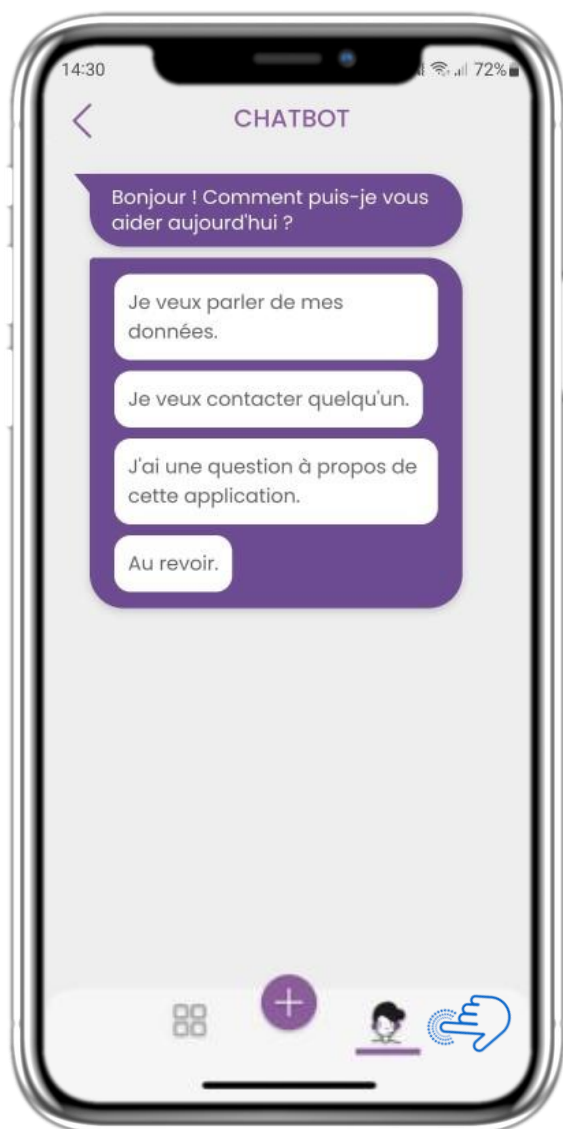 14:30
72%
CHATBOT
Bonjour ! Comment puis-je vous
aider aujourd'hui ?
Je veux parler de mes
données.
Je veux contacter quelqu'un.
J'ai une question à propos de
cette application.
Au revoir.